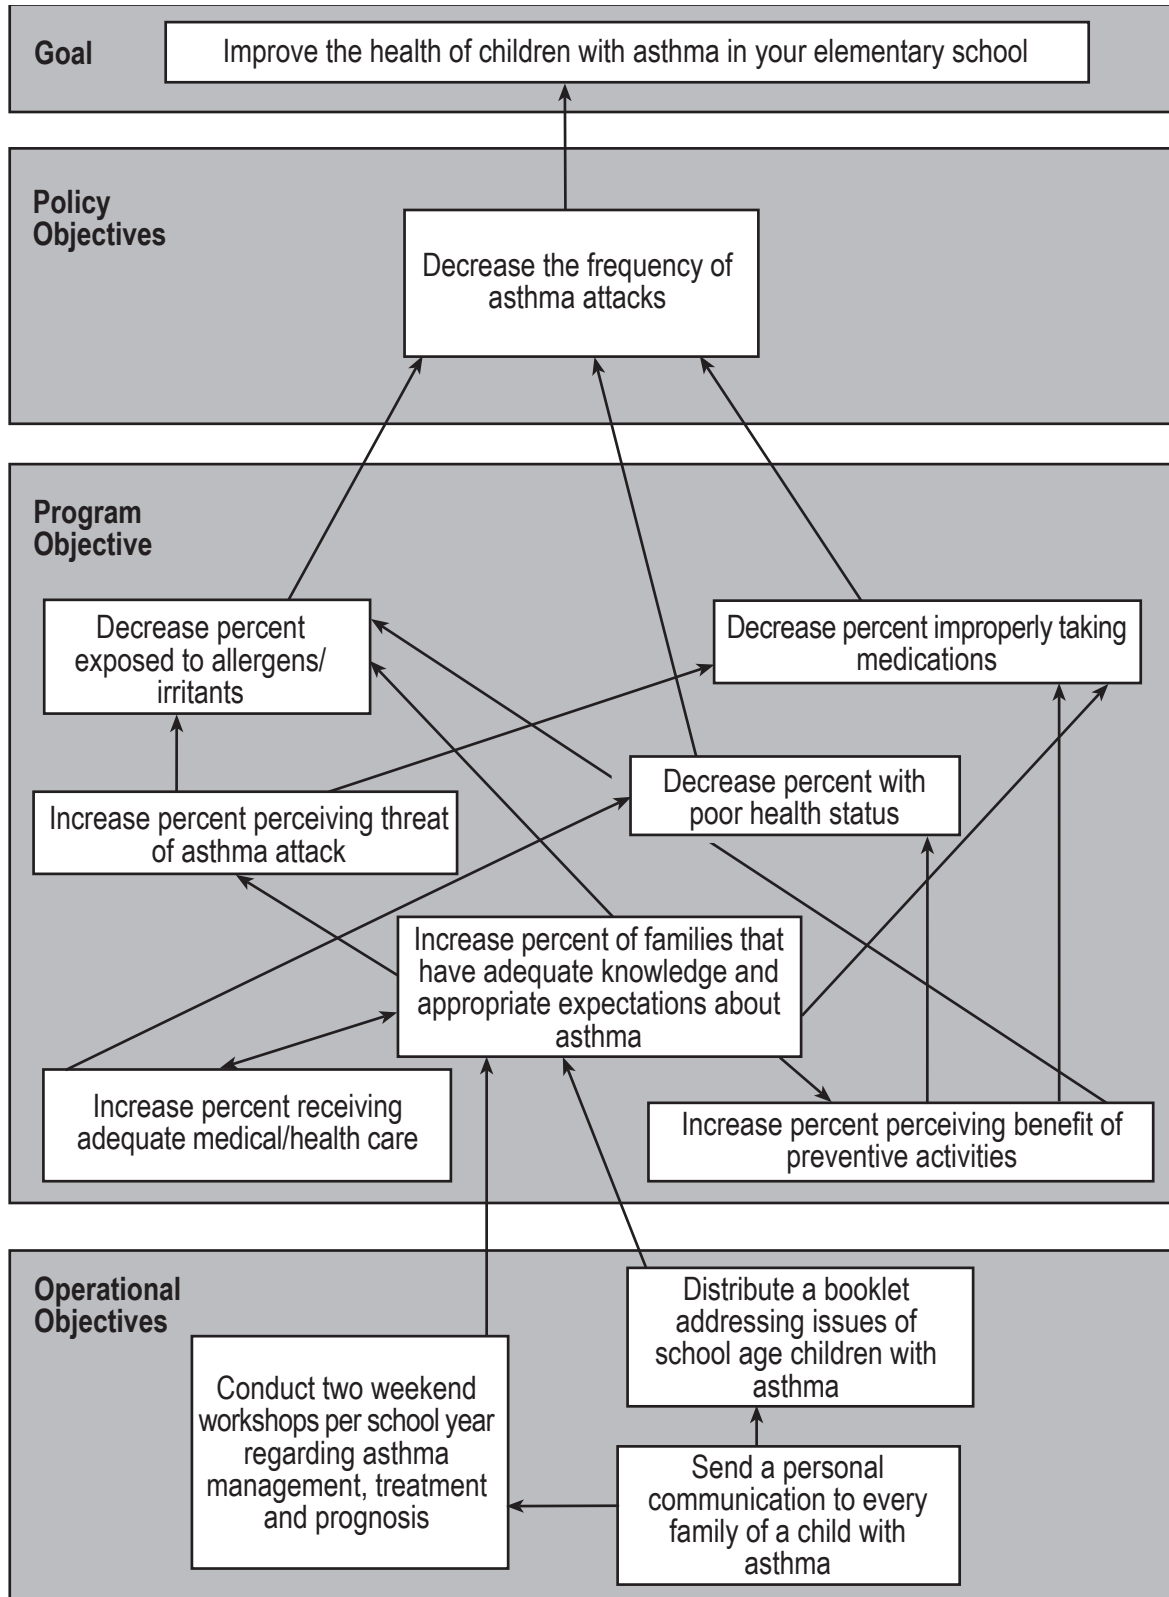 Goal
Improve the health of children with asthma in your elementary school
Policy
Objectives
Decrease the frequency of
asthma attacks
Program
Objective
Decrease percent
exposed to allergens/
irritants
Decrease percent improperly taking
medications
Increase percent perceiving threat
of asthma attack
Decrease percent with
poor health status
Increase percent of families that
have adequate knowledge and
appropriate expectations about
asthma
Increase percent receiving
adequate medical/health care
Increase percent perceiving benefit of
preventive activities
Operational
Objectives
Distribute a booklet
addressing issues of
school age children with
asthma
Conduct two weekend
workshops per school year
regarding asthma
management, treatment
and prognosis
Send a personal
communication to every
family of a child with
asthma